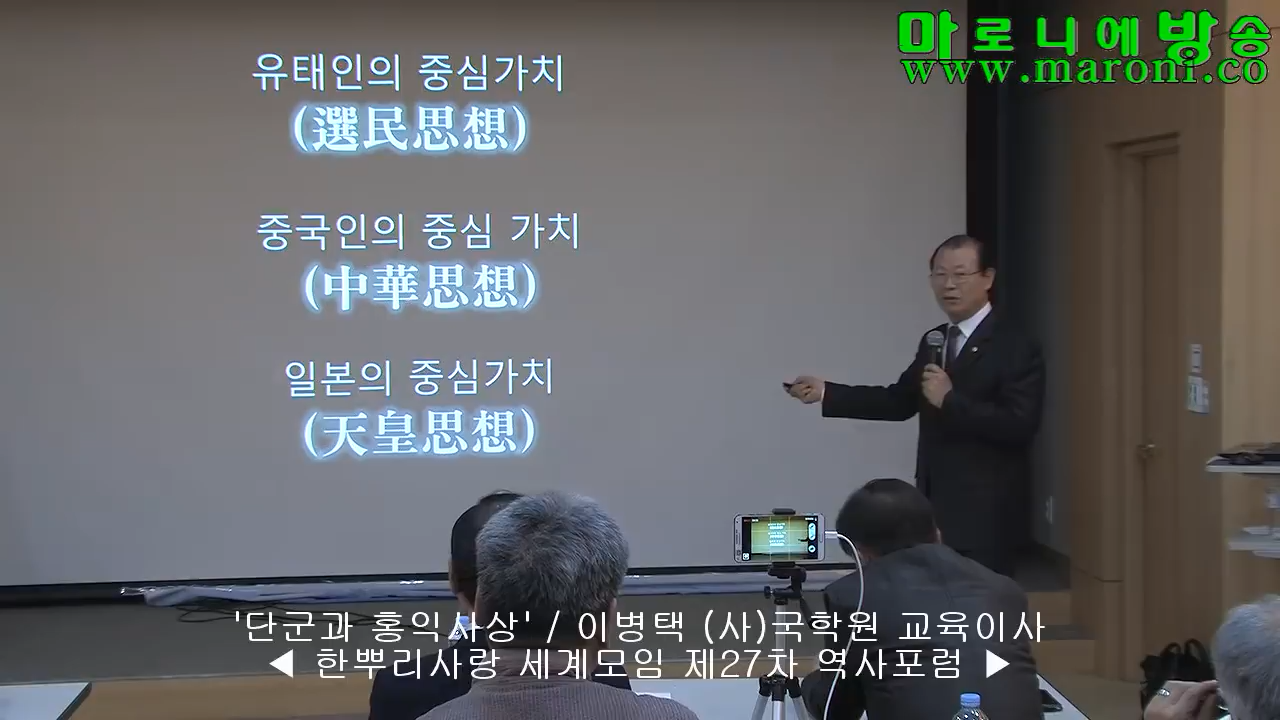 마로니에방송
www.maroni.co
유태인의 중심가치
(選民思想)
중국인의 중심 가치
(中華思想)
일본의 중심가치
(天皇思想)
'단군과 홍익사상' / 이병택 (사)국학원 교육이사
◀ 한뿌리사랑 세계모임 제27차 역사포럼 ▶